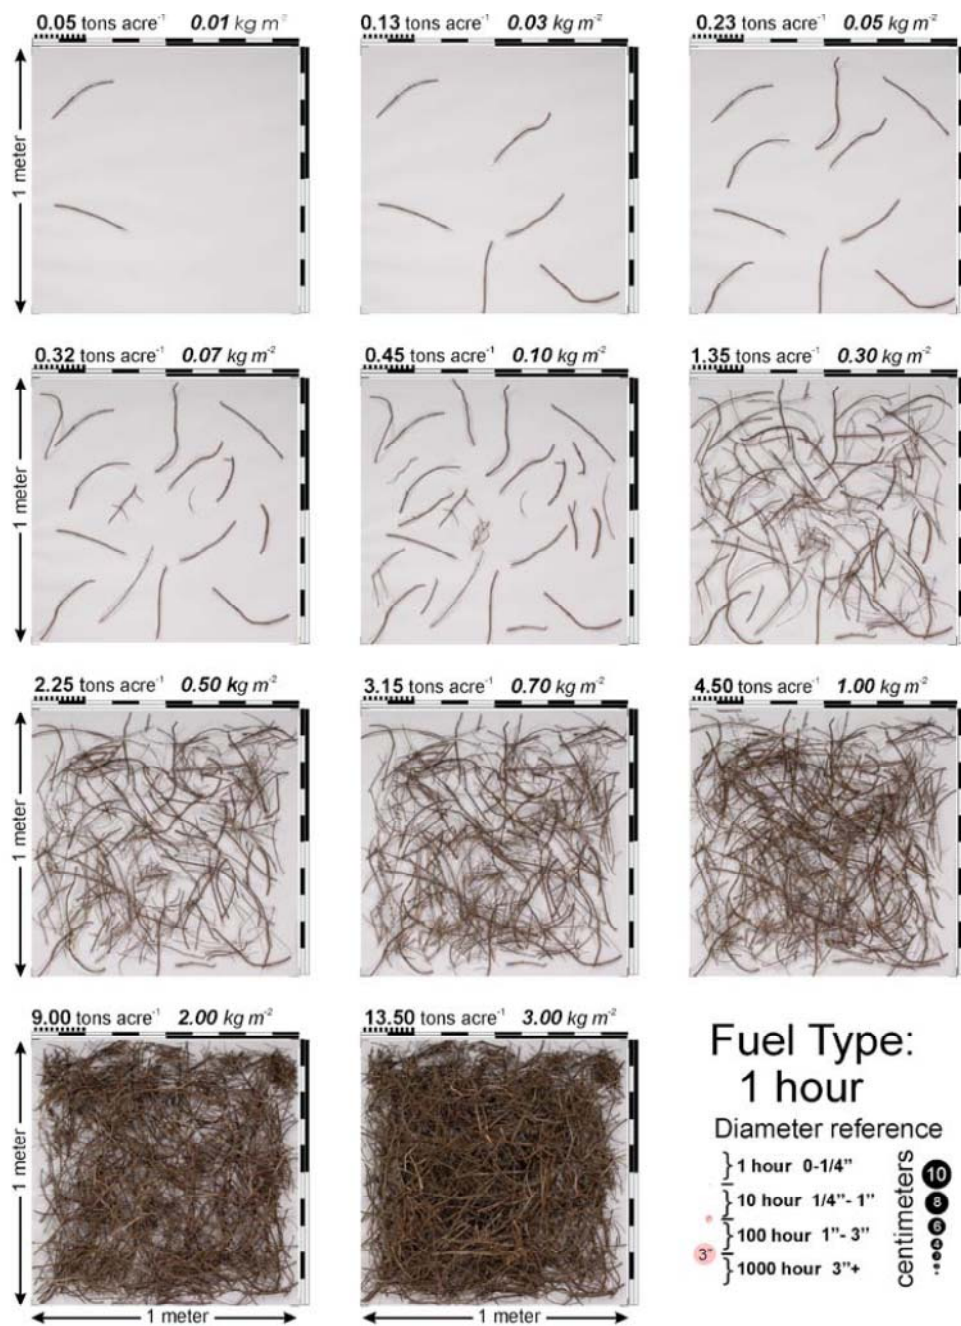 0.05 tons acre⁻¹ 0.01 kg m⁻²
0.13 tons acre⁻¹ 0.03 kg m⁻²
0.23 tons acre⁻¹ 0.05 kg m⁻²
1 meter
0.32 tons acre⁻¹ 0.07 kg m⁻²
0.45 tons acre⁻¹ 0.10 kg m⁻²
1.35 tons acre⁻¹ 0.30 kg m⁻²
1 meter
2.25 tons acre⁻¹ 0.50 kg m⁻²
3.15 tons acre⁻¹ 0.70 kg m⁻²
4.50 tons acre⁻¹ 1.00 kg m⁻²
1 meter
9.00 tons acre⁻¹ 2.00 kg m⁻²
13.50 tons acre⁻¹ 3.00 kg m⁻²
1 meter
1 meter
1 meter
Fuel Type:
1 hour
Diameter reference
1 hour 0-1/4"
10 hour 1/4"- 1"
100 hour 1"- 3"
1000 hour 3"+
3"
centimeters
10
8
6
4